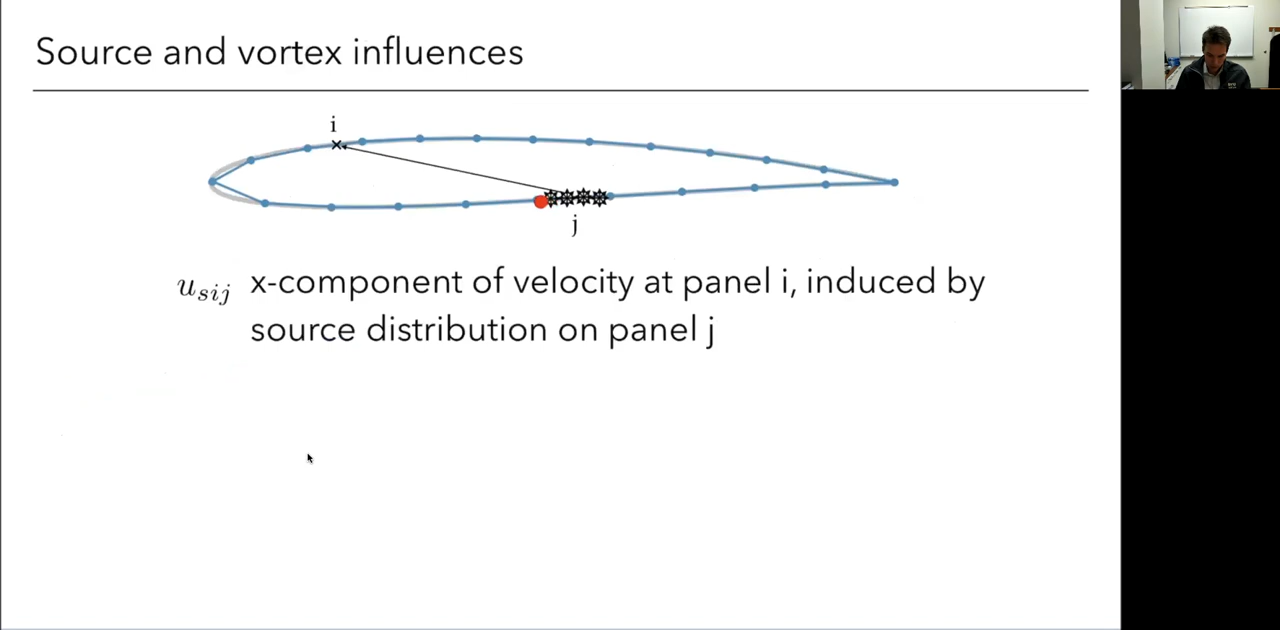 Source and vortex influences
i
j
u_{sij} x-component of velocity at panel i, induced by
source distribution on panel j